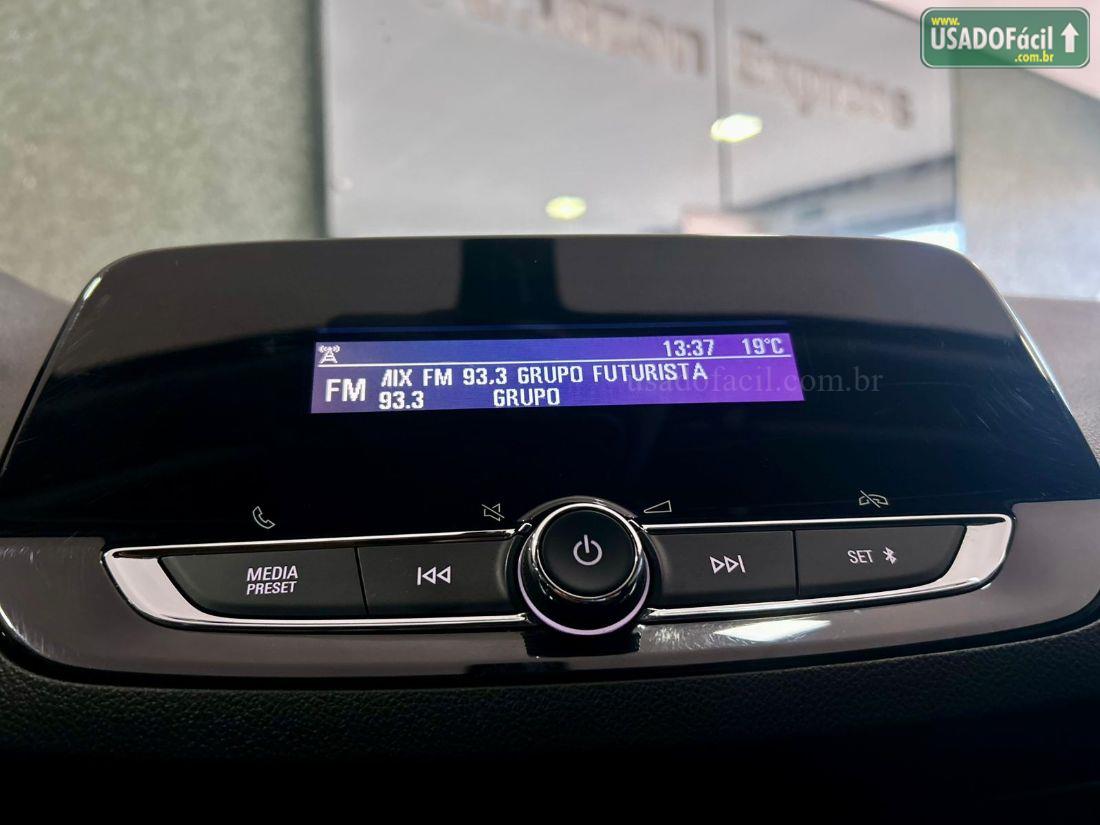 www.
USADOFácil
.com.br
Express
13:37 19°C
FM
MIX FM 93.3 GRUPO FUTURISTA
93.3 GRUPO
usadofacil.com.br
MEDIA
PRESET
SET